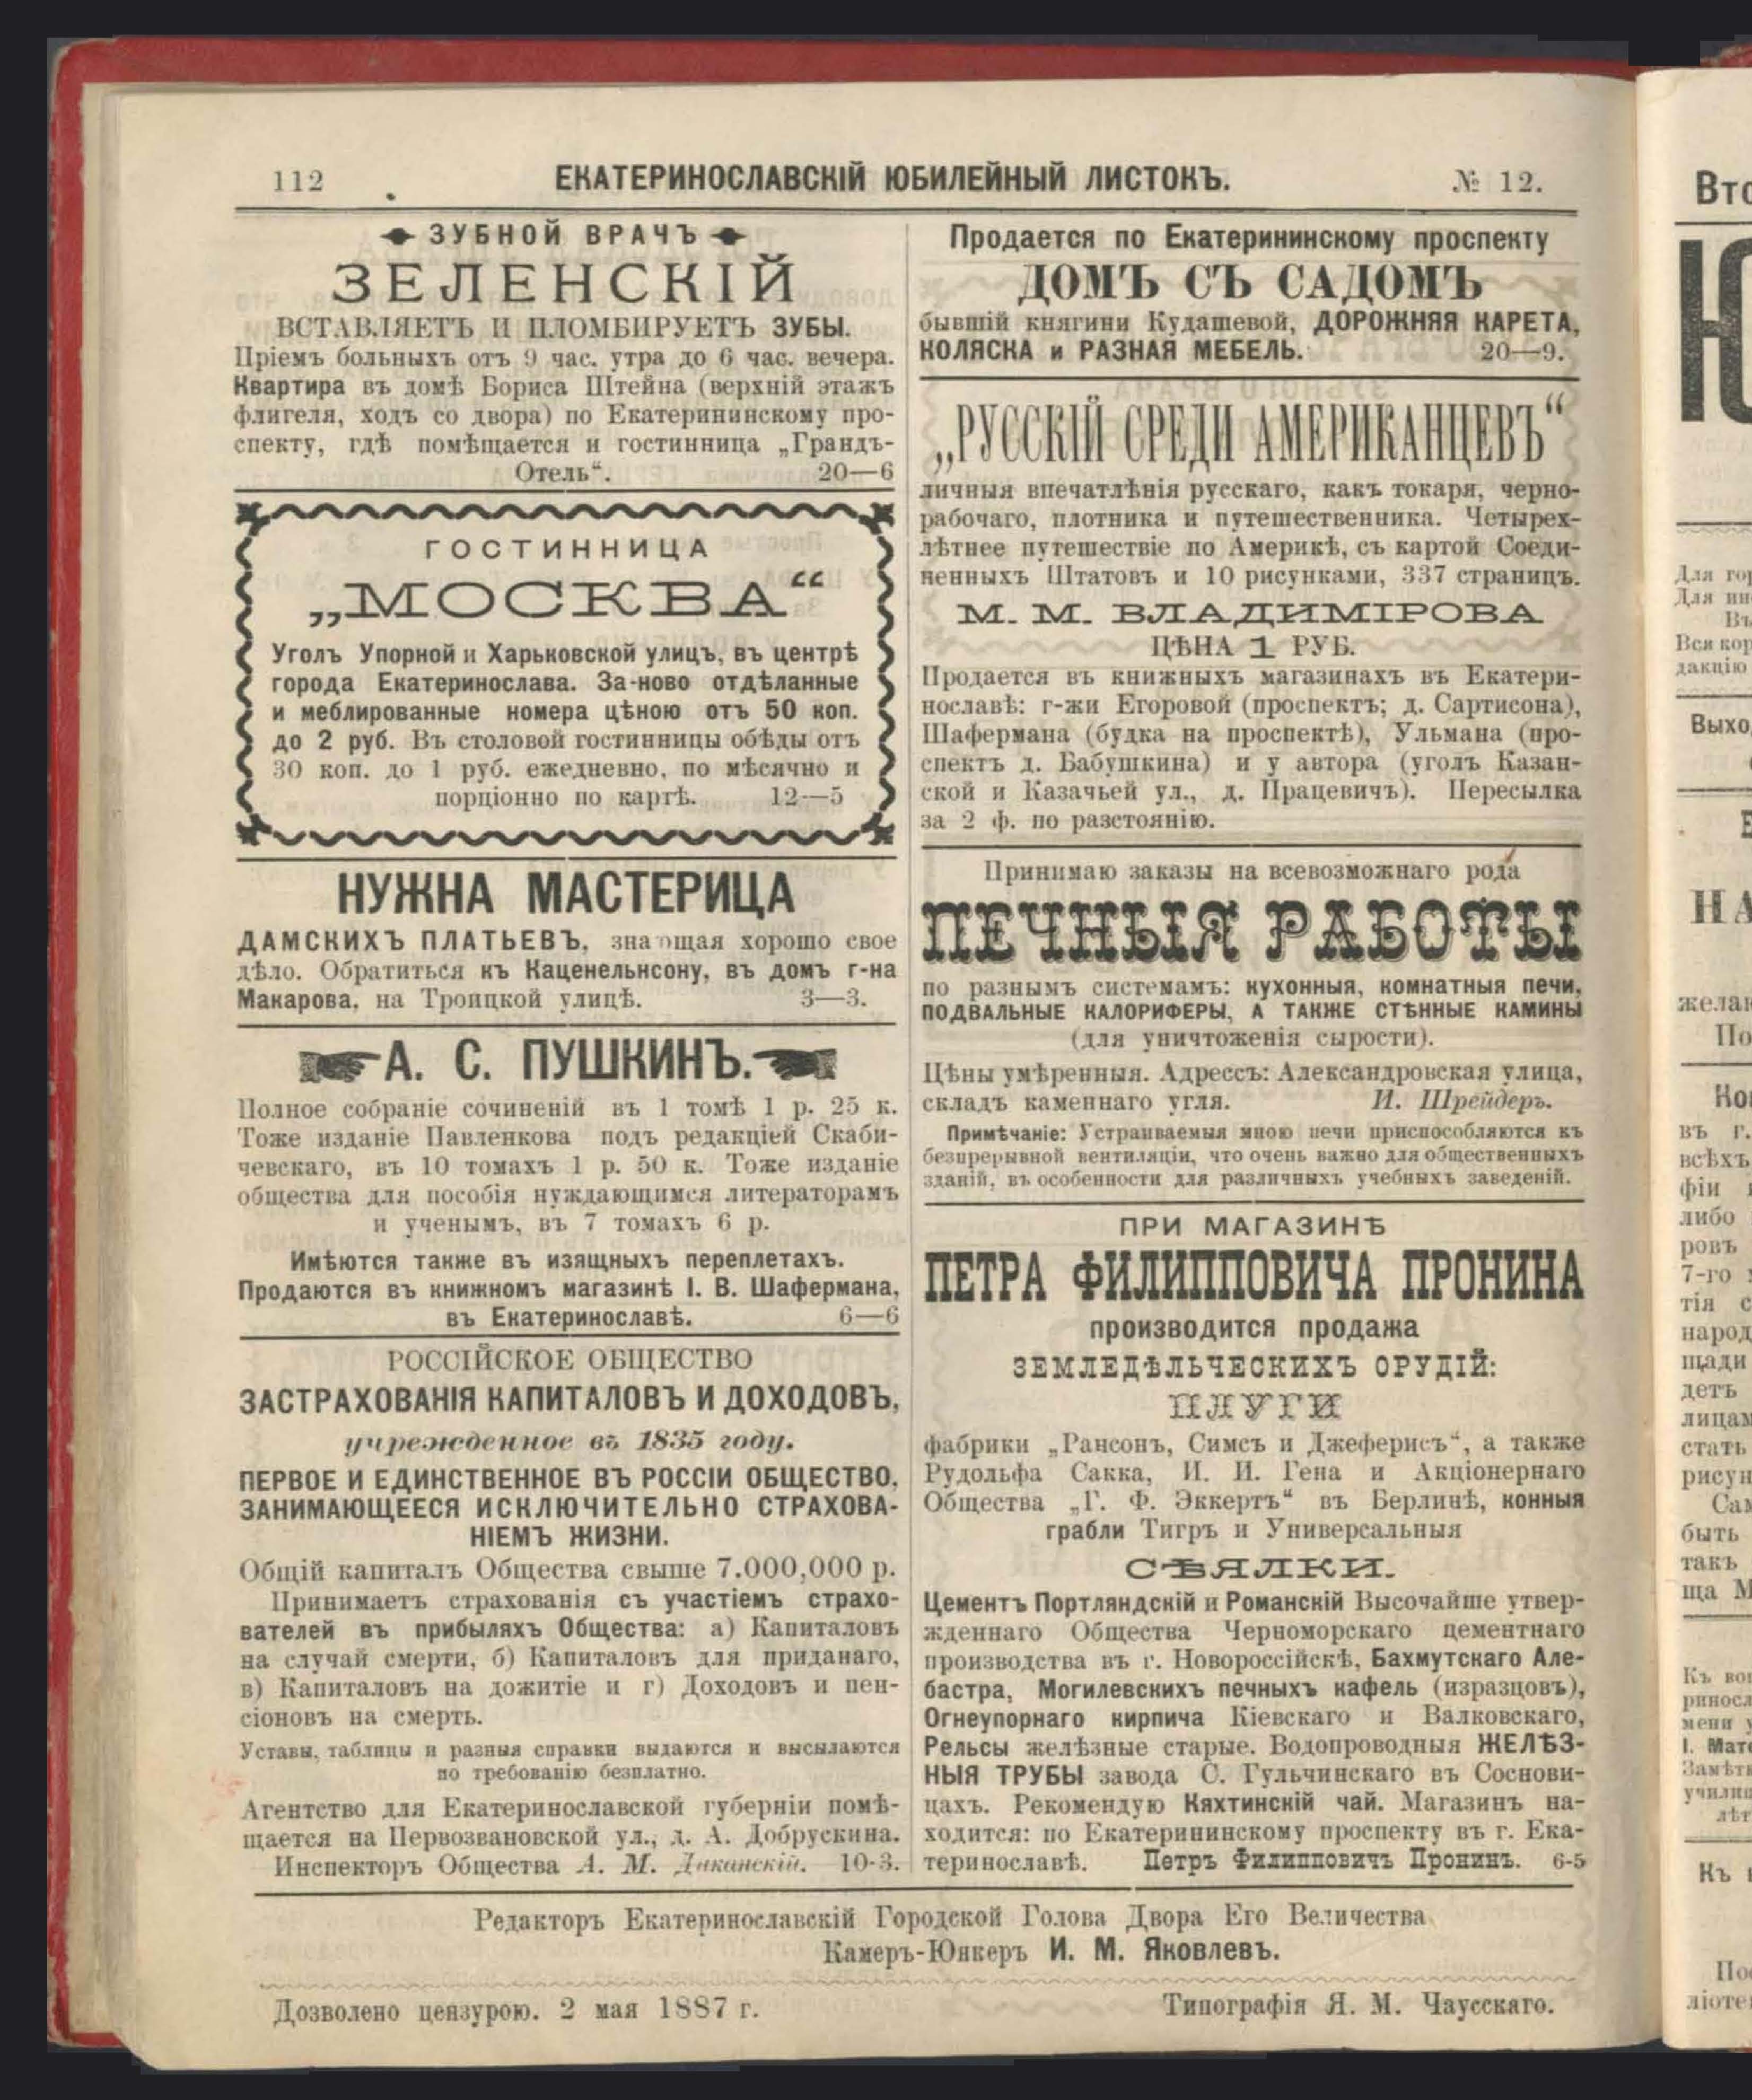 112
ЕКАТЕРИНОСЛАВСКІЙ ЮБИЛЕЙНЫЙ ЛИСТОКЪ.
№ 12.
ЗУБНОЙ ВРАЧЪ
ЗЕЛЕНСКІЙ
ВСТАВЛЯЕТЪ И ПЛОМБИРУЕТЪ ЗУБЫ.
Пріемъ больныхъ отъ 9 час. утра до 6 час. вечера.
Квартира въ домѣ Бориса Штейна (верхній этажъ
флигеля, ходъ со двора) по Екатерининскому про-
спекту, гдѣ помѣщается и гостинница „Грандъ-
Отель“. 20—6
ГОСТИННИЦА
„МОСКВА“
Уголъ Упорной и Харьковской улицъ, въ центрѣ
города Екатеринослава. За-ново отдѣланные
и меблированные номера цѣною отъ 50 коп.
до 2 руб. Въ столовой гостинницы обѣды отъ
30 коп. до 1 руб. ежедневно, по мѣсячно и
порціонно по картѣ. 12—5
НУЖНА МАСТЕРИЦА
ДАМСКИХЪ ПЛАТЬЕВЪ, знающая хорошо свое
дѣло. Обратиться къ Каценельнсону, въ домъ г-на
Макарова, на Троицкой улицѣ. 3—3.
А. С. ПУШКИНЪ.
Полное собраніе сочиненій въ 1 томѣ 1 р. 25 к.
Тоже изданіе Павленкова подъ редакціей Скаби-
чевскаго, въ 10 томахъ 1 р. 50 к. Тоже изданіе
общества для пособія нуждающимся литераторамъ
и ученымъ, въ 7 томахъ 6 р.
Имѣются также въ изящныхъ переплетахъ.
Продаются въ книжномъ магазинѣ І. В. Шафермана,
въ Екатеринославѣ. 6—6
РОССІЙСКОЕ ОБЩЕСТВО
ЗАСТРАХОВАНІЯ КАПИТАЛОВЪ И ДОХОДОВЪ,
учрежденное въ 1835 году.
ПЕРВОЕ И ЕДИНСТВЕННОЕ ВЪ РОССІИ ОБЩЕСТВО,
ЗАНИМАЮЩЕЕСЯ ИСКЛЮЧИТЕЛЬНО СТРАХОВА-
НІЕМЪ ЖИЗНИ.
Общій капиталъ Общества свыше 7.000,000 р.
Принимаетъ страхованія съ участіемъ страхо-
вателей въ прибыляхъ Общества: а) Капиталовъ
на случай смерти, б) Капиталовъ для приданаго,
в) Капиталовъ на дожитіе и г) Доходовъ и пен-
сіоновъ на смерть.
Уставы, таблицы и разныя справки выдаются и высылаются
по требованію безплатно.
Агентство для Екатеринославской губерніи помѣ-
щается на Первозвановской ул., д. А. Добрускина.
Инспекторъ Общества А. М. Диканскій. 10-3.
Продается по Екатерининскому проспекту
ДОМЪ СЪ САДОМЪ
бывшій княгини Кудашевой, ДОРОЖНЯЯ КАРЕТА,
КОЛЯСКА и РАЗНАЯ МЕБЕЛЬ. 20—9.
„РУССКІЙ СРЕДИ АМЕРИКАНЦЕВЪ“
личныя впечатлѣнія русскаго, какъ токаря, черно-
рабочаго, плотника и путешественника. Четырех-
лѣтнее путешествіе по Америкѣ, съ картой Соеди-
ненныхъ Штатовъ и 10 рисунками, 337 страницъ.
М. М. ВЛАДИМІРОВА
ЦѢНА 1 РУБ.
Продается въ книжныхъ магазинахъ въ Екатери-
нославѣ: г-жи Егоровой (проспектъ; д. Сартисона),
Шафермана (будка на проспектѣ), Ульмана (про-
спектъ д. Бабушкина) и у автора (уголъ Казан-
ской и Казачьей ул., д. Працевичъ). Пересылка
за 2 ф. по разстоянію.
Принимаю заказы на всевозможнаго рода
ПЕЧНЫЯ РАБОТЫ
по разнымъ системамъ: кухонныя, комнатныя печи,
ПОДВАЛЬНЫЕ КАЛОРИФЕРЫ, А ТАКЖЕ СТѢННЫЕ КАМИНЫ
(для уничтоженія сырости).
Цѣны умѣренныя. Адрессъ: Александровская улица,
складъ каменнаго угля. И. Шрейдеръ.
Примѣчаніе: Устраиваемыя мною печи приспособляются къ
безпрерывной вентиляціи, что очень важно для общественныхъ
зданій, въ особенности для различныхъ учебныхъ заведеній.
ПРИ МАГАЗИНѢ
ПЕТРА ФИЛИППОВИЧА ПРОНИНА
производится продажа
ЗЕМЛЕДѢЛЬЧЕСКИХЪ ОРУДІЙ:
ПЛУГИ
фабрики „Рансонъ, Симсъ и Джеферисъ“, а также
Рудольфа Сакка, И. И. Гена и Акціонернаго
Общества „Г. Ф. Эккертъ“ въ Берлинѣ, конныя
грабли Тигръ и Универсальныя
СѢЯЛКИ.
Цементъ Портляндскій и Романскій Высочайше утвер-
жденнаго Общества Черноморскаго цементнаго
производства въ г. Новороссійскѣ, Бахмутскаго Але-
бастра, Могилевскихъ печныхъ кафель (изразцовъ),
Огнеупорнаго кирпича Кіевскаго и Валковскаго,
Рельсы желѣзные старые. Водопроводныя ЖЕЛѢЗ-
НЫЯ ТРУБЫ завода С. Гульчинскаго въ Соснови-
цахъ. Рекомендую Кяхтинскій чай. Магазинъ на-
ходится: по Екатерининскому проспекту въ г. Ека-
теринославѣ. Петръ Филипповичъ Пронинъ. 6-5
Редакторъ Екатеринославскій Городской Голова Двора Его Величества
Камеръ-Юнкеръ И. М. Яковлевъ.
Дозволено цензурою. 2 мая 1887 г.
Типографія Я. М. Чаусскаго.